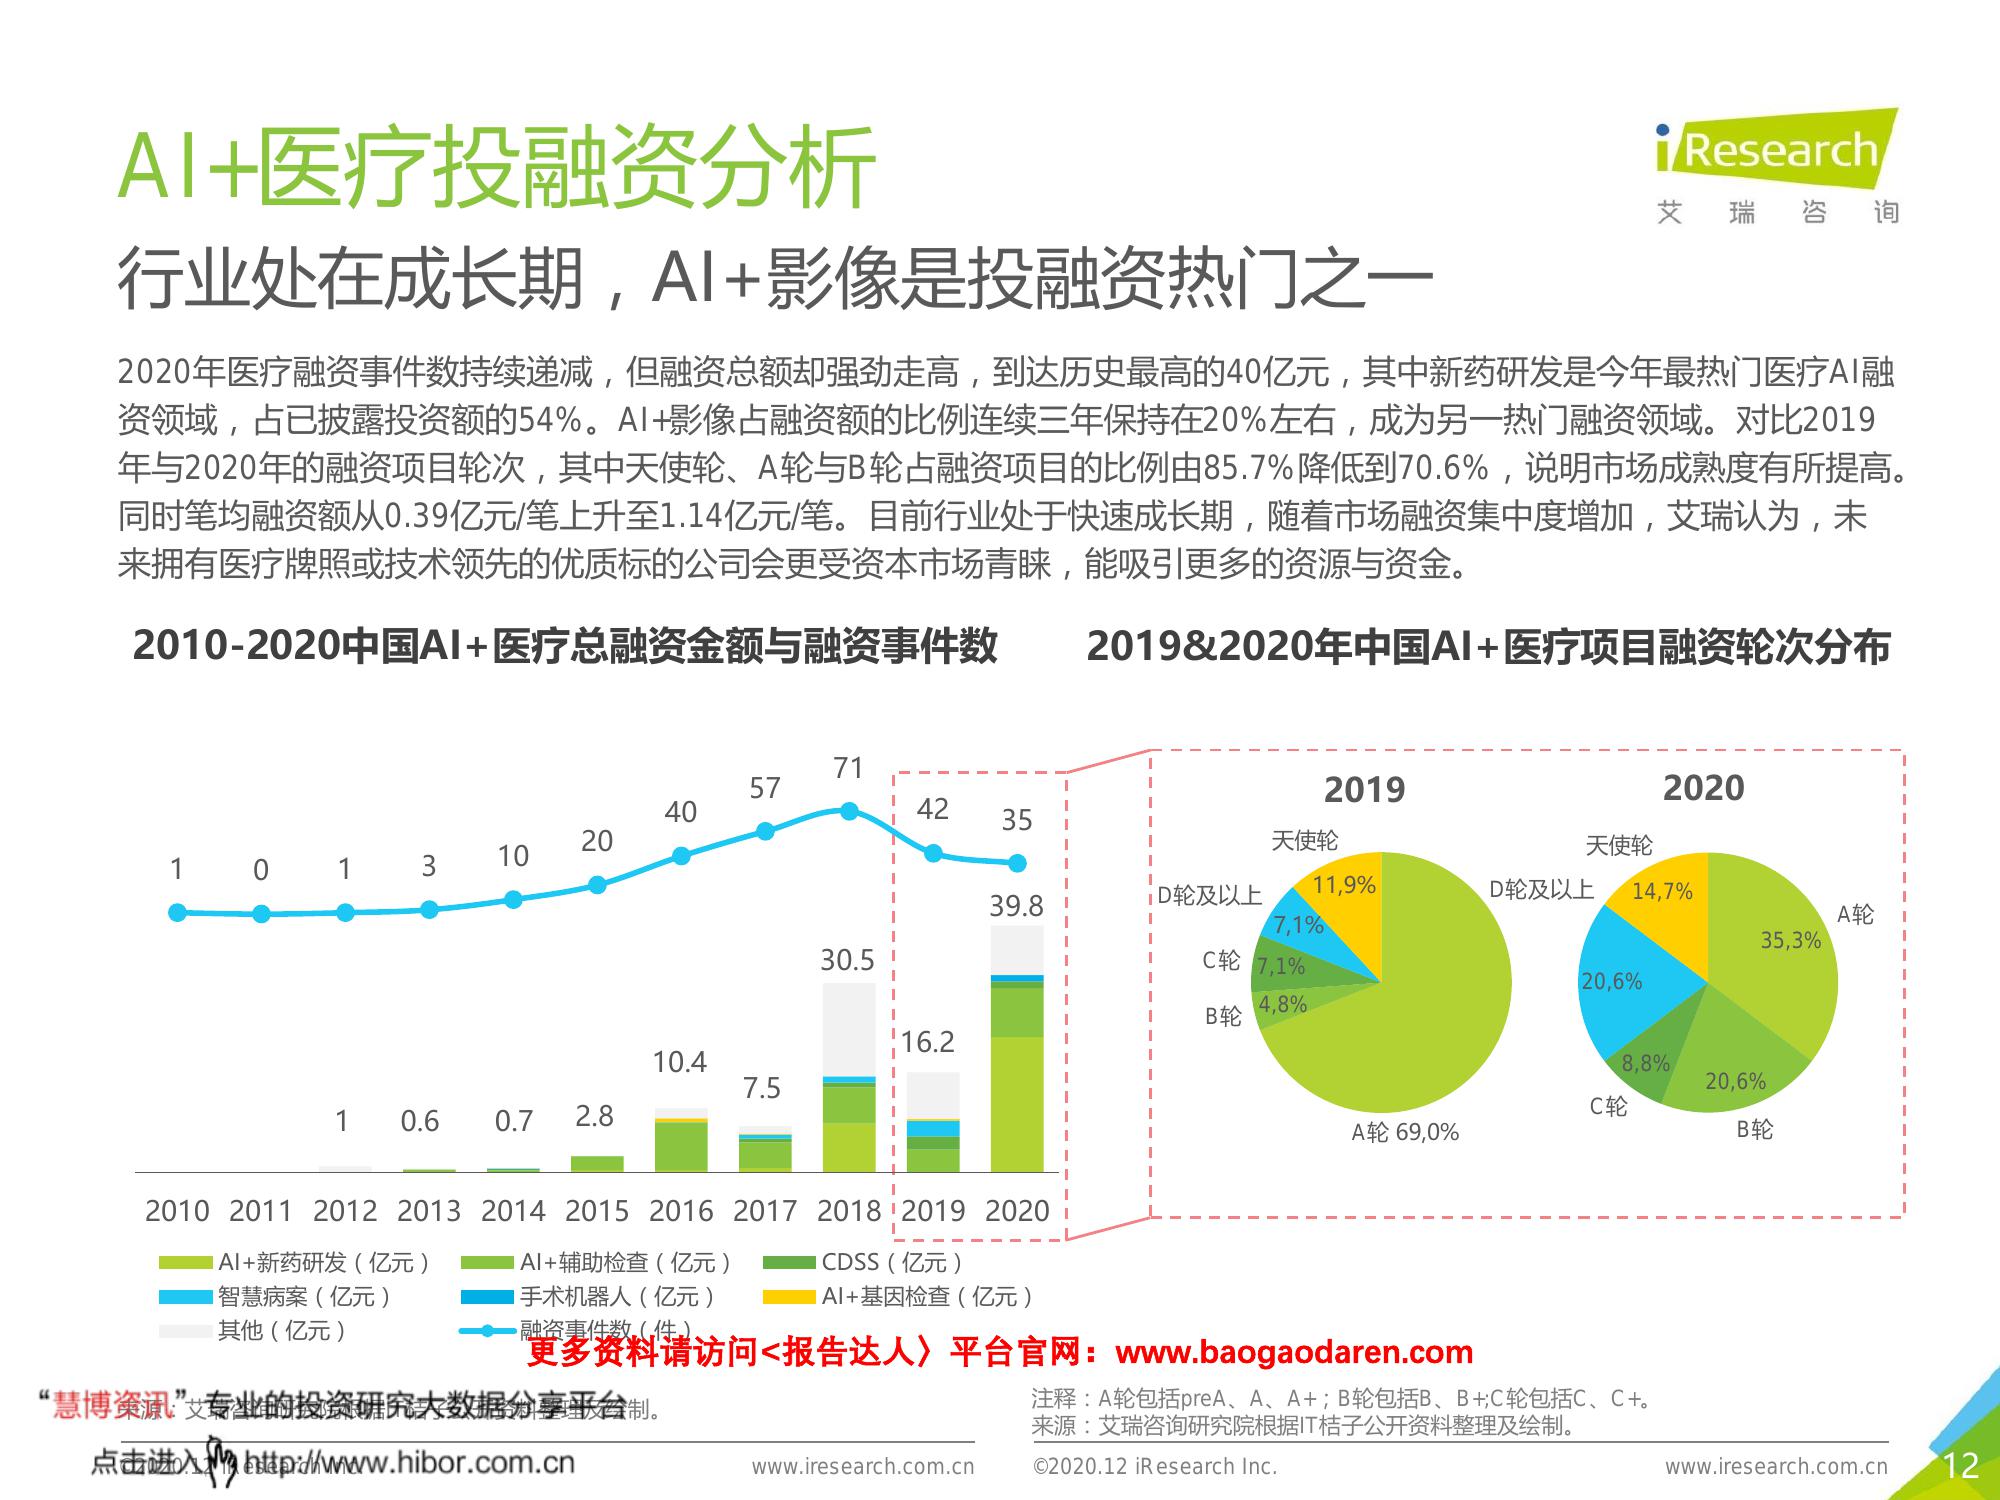 AI+医疗投融资分析
iResearch
艾瑞咨询
行业处在成长期，AI+影像是投融资热门之一
2020年医疗融资事件数持续递减，但融资总额却强劲走高，到达历史最高的40亿元，其中新药研发是今年最热门医疗AI融
资领域，占已披露投资额的54%。AI+影像占融资额的比例连续三年保持在20%左右，成为另一热门融资领域。对比2019
年与2020年的融资项目轮次，其中天使轮、A轮与B轮占融资项目的比例由85.7%降低到70.6%，说明市场成熟度有所提高。
同时笔均融资额从0.39亿元/笔上升至1.14亿元/笔。目前行业处于快速成长期，随着市场融资集中度增加，艾瑞认为，未
来拥有医疗牌照或技术领先的优质标的公司会更受资本市场青睐，能吸引更多的资源与资金。
2010-2020中国AI+医疗总融资金额与融资事件数
1 0 1 3 10 20 40 57 71 42 35
1 0.6 0.7 2.8 10.4 7.5 30.5 16.2 39.8
2010 2011 2012 2013 2014 2015 2016 2017 2018 2019 2020
AI+新药研发（亿元） AI+辅助检查（亿元） CDSS（亿元）
智慧病案（亿元） 手术机器人（亿元） AI+基因检查（亿元）
其他（亿元） 融资事件数（件）
2019&2020年中国AI+医疗项目融资轮次分布
2019
天使轮 11,9%
D轮及以上 7,1%
C轮 7,1%
B轮 4,8%
A轮 69,0%
2020
天使轮 14,7%
D轮及以上 20,6%
A轮 35,3%
C轮 8,8%
B轮 20,6%
更多资料请访问<报告达人〉平台官网：www.baogaodaren.com
“慧博资讯”专业的投资研究大数据分享平台
来源：艾瑞咨询研究院根据IT桔子公开资料整理及绘制。
注释：A轮包括preA、A、A+；B轮包括B、B+;C轮包括C、C+。
来源：艾瑞咨询研究院根据IT桔子公开资料整理及绘制。
点击进入 http://www.hibor.com.cn
©2020.12 iResearch Inc.
www.iresearch.com.cn
©2020.12 iResearch Inc.
www.iresearch.com.cn
12